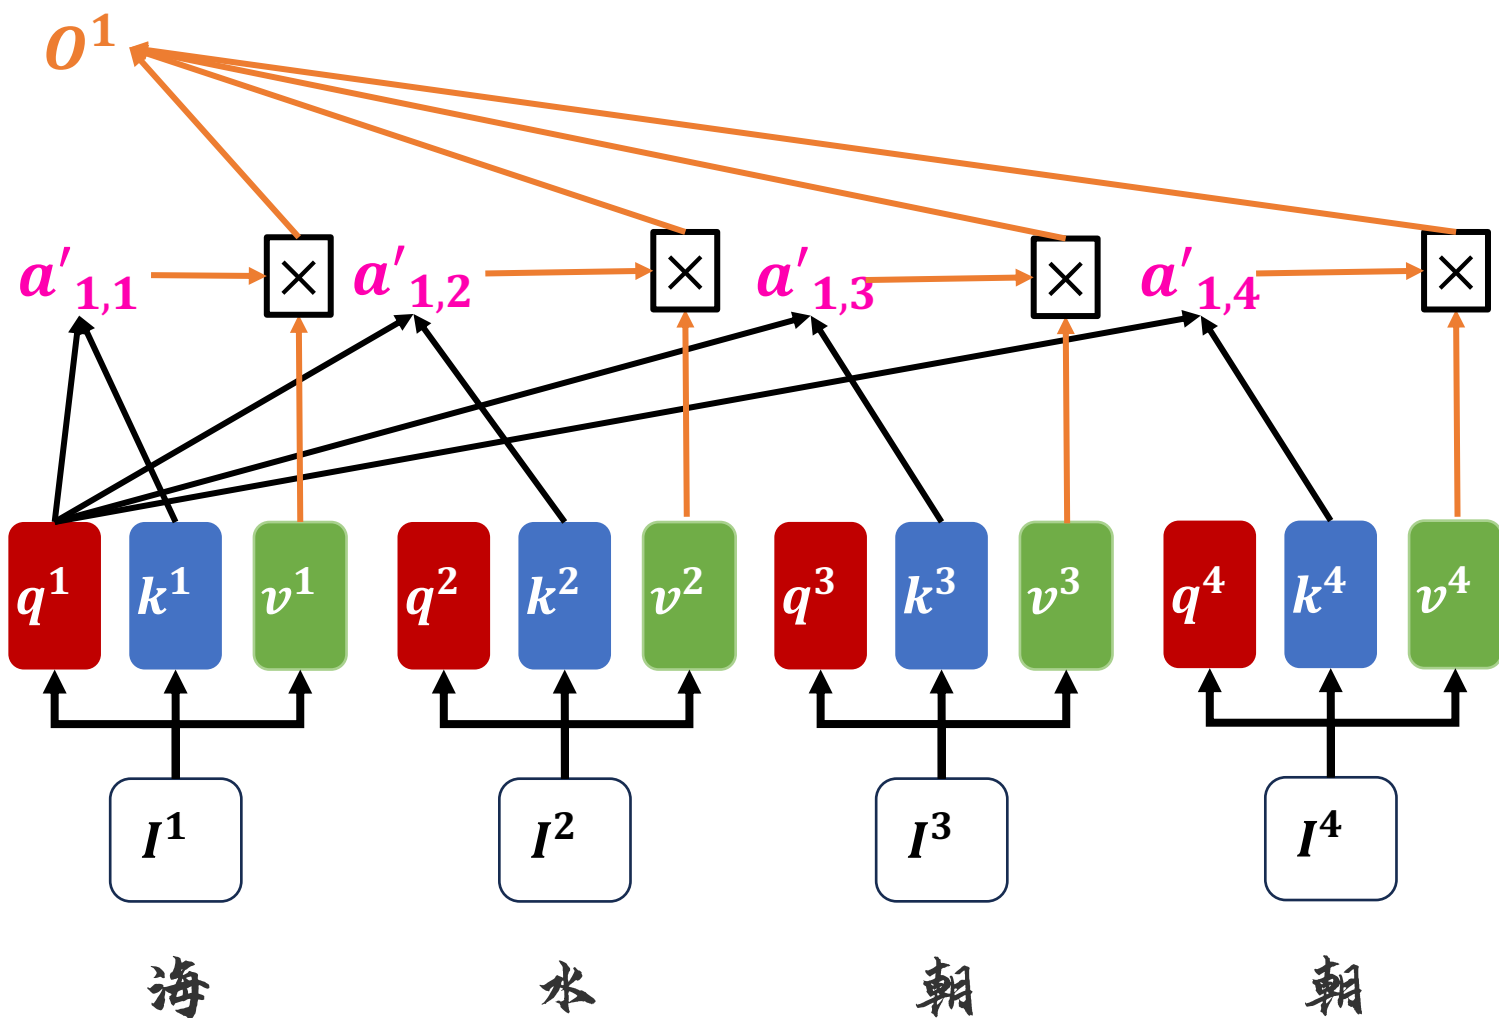 O¹
a′₁,₁ × a′₁,₂ × a′₁,₃ × a′₁,₄ ×
q¹ k¹ v¹ q² k² v² q³ k³ v³ q⁴ k⁴ v⁴
I¹ I² I³ I⁴
海 水 朝 朝